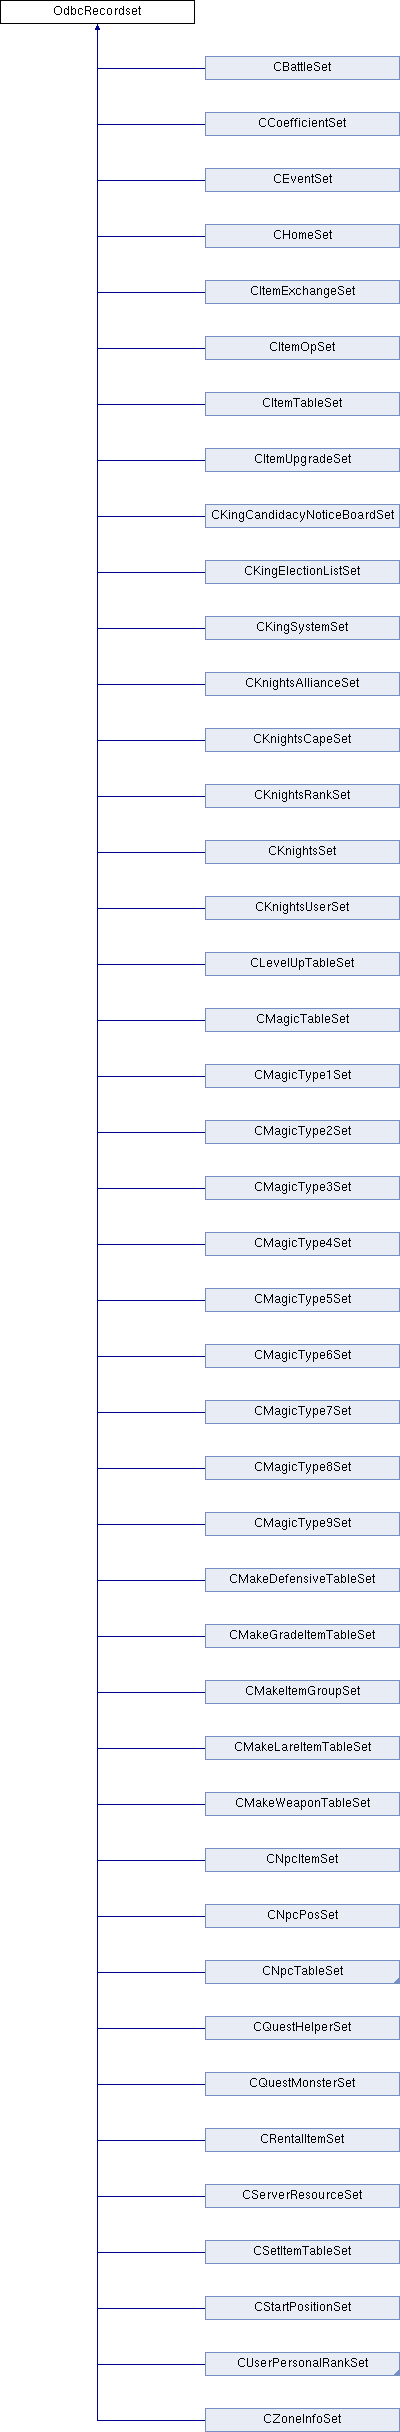 OdbcRecordset
CBattleSet
CCoefficientSet
CEventSet
CHomeSet
CItemExchangeSet
CItemOpSet
CItemTableSet
CItemUpgradeSet
CKingCandidacyNoticeBoardSet
CKingElectionListSet
CKingSystemSet
CKnightsAllianceSet
CKnightsCapeSet
CKnightsRankSet
CKnightsSet
CKnightsUserSet
CLevelUpTableSet
CMagicTableSet
CMagicType1Set
CMagicType2Set
CMagicType3Set
CMagicType4Set
CMagicType5Set
CMagicType6Set
CMagicType7Set
CMagicType8Set
CMagicType9Set
CMakeDefensiveTableSet
CMakeGradeItemTableSet
CMakeItemGroupSet
CMakeLareItemTableSet
CMakeWeaponTableSet
CNpcItemSet
CNpcPosSet
CNpcTableSet
CQuestHelperSet
CQuestMonsterSet
CRentalItemSet
CServerResourceSet
CSetItemTableSet
CStartPositionSet
CUserPersonalRankSet
CZoneInfoSet